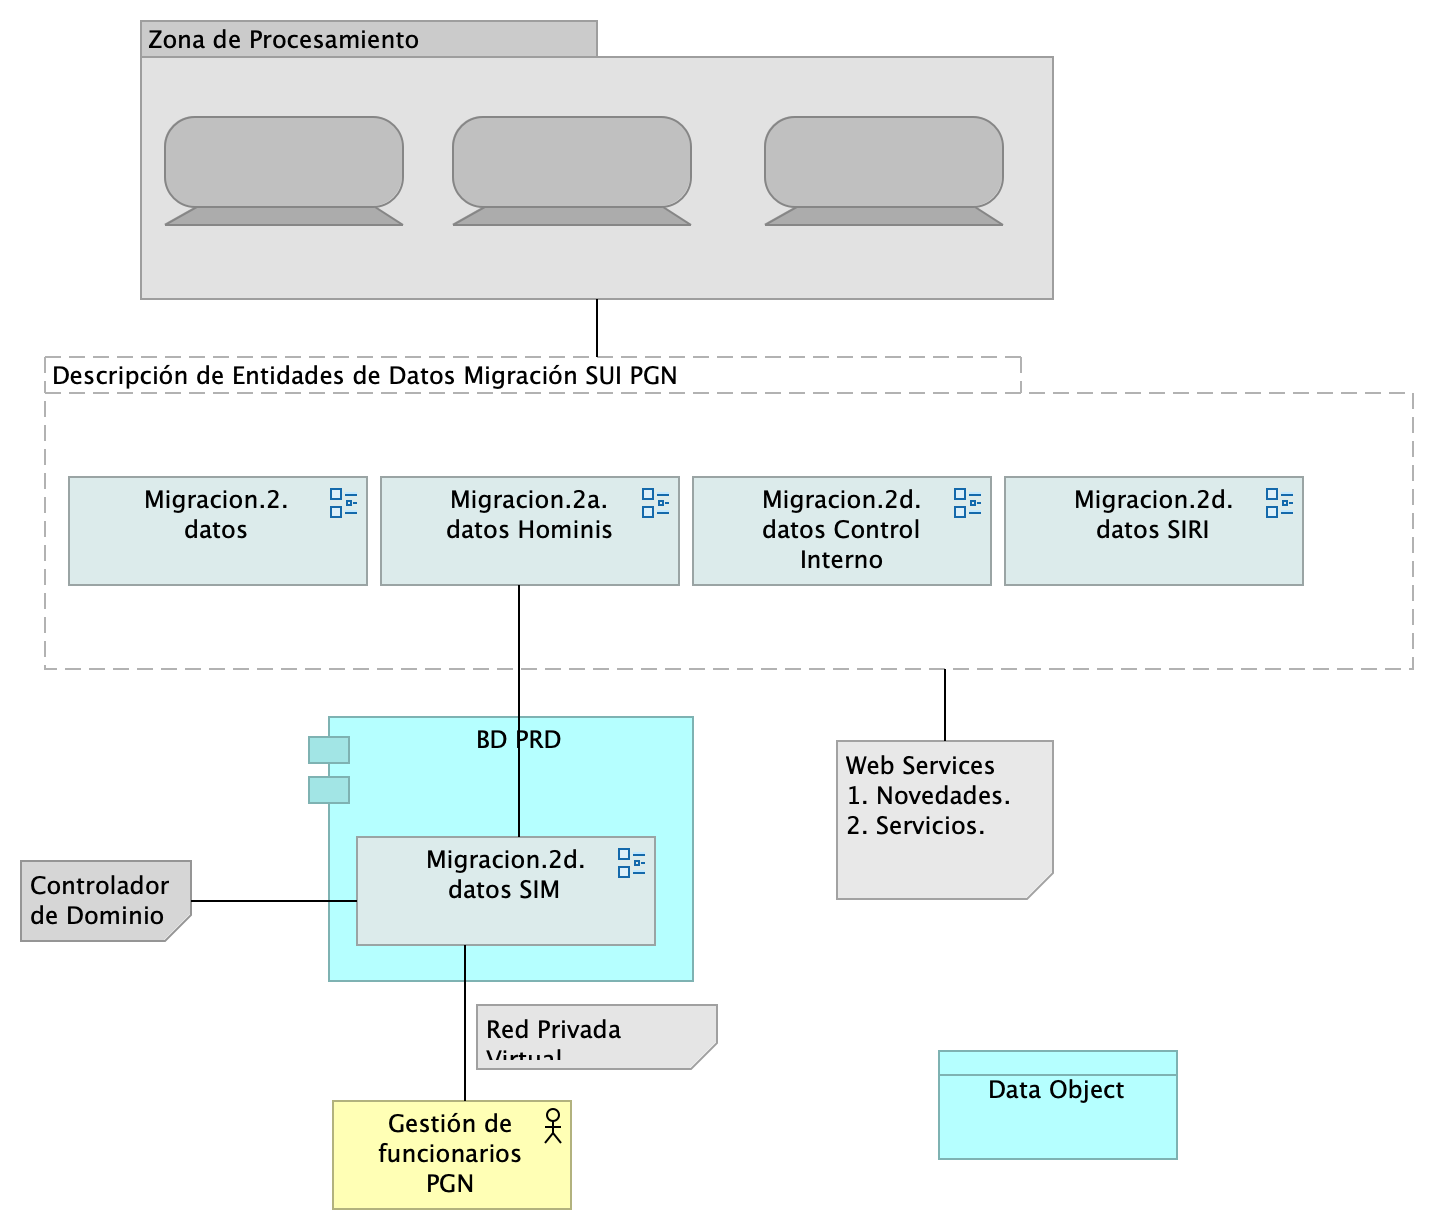 Zona de Procesamiento
Descripción de Entidades de Datos Migración SUI PGN
Migracion.2.
datos
Migracion.2a.
datos Hominis
Migracion.2d.
datos Control
Interno
Migracion.2d.
datos SIRI
BD PRD
Web Services
1. Novedades.
2. Servicios.
Migracion.2d.
datos SIM
Controlador
de Dominio
Red Privada
Virtual
Data Object
Gestión de
funcionarios
PGN